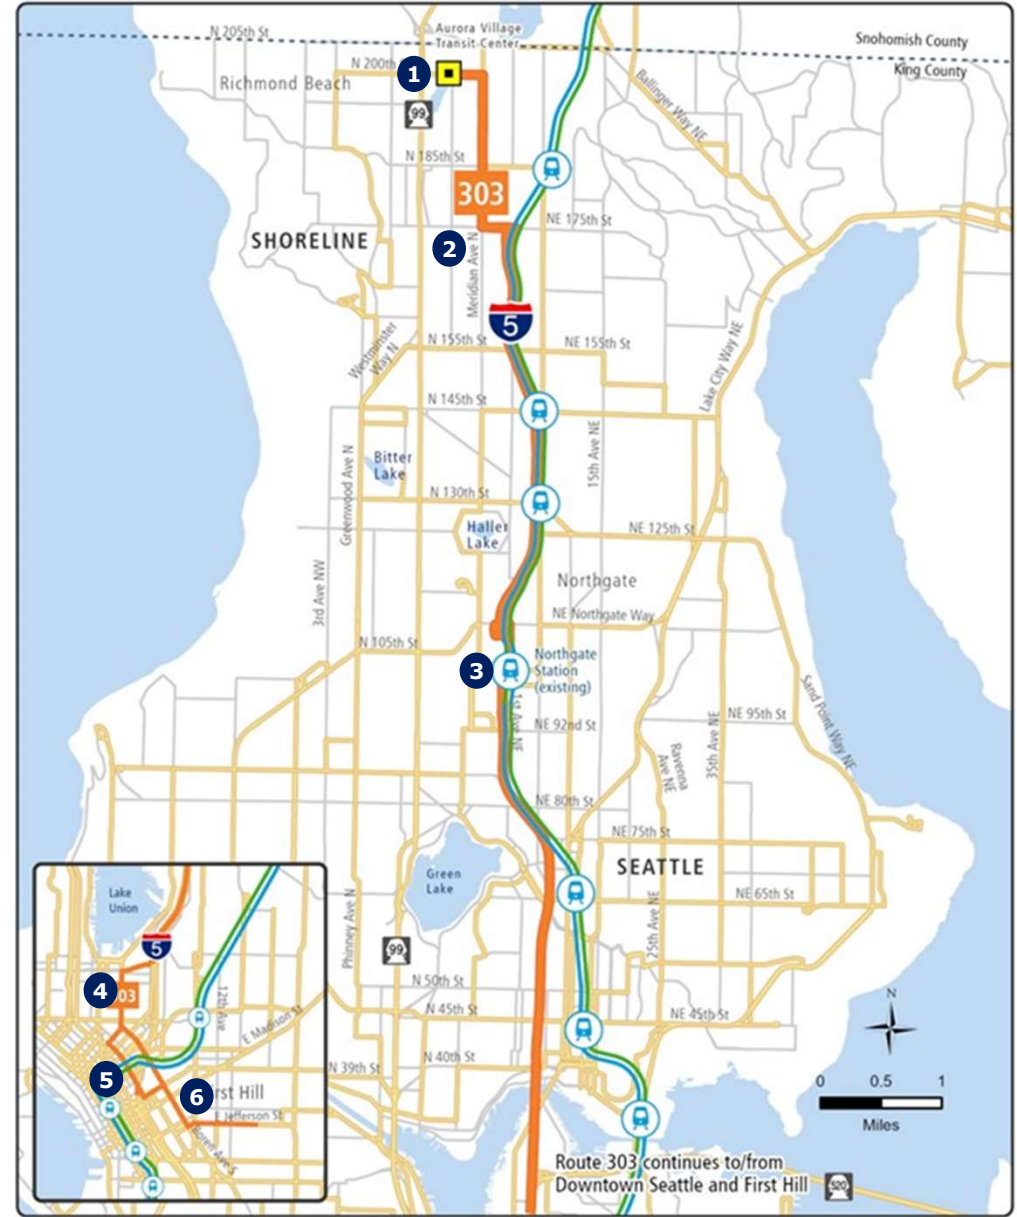 N 205th St
Aurora Village
Transit Center
Snohomish County
King County
N 200th
1
Richmond Beach
99
Ballinger Way NE
N 185th St
303
NE 175th St
SHORELINE
2
Meridian Ave N
5
Westminster
Way N
N 155th St
NE 155th St
Lake City Way NE
N 145th St
15th Ave NE
Bitter
Lake
Greenwood Ave N
N 130th St
Haller
Lake
NE 125th St
3rd Ave NW
Northgate
NE Northgate Way
N 105th St
3
Northgate
Station
(existing)
1st Ave NE
NE 92nd St
NE 95th St
Sand Point Way NE
35th Ave NE
Ravenna
Ave NE
NE 80th St
NE 75th St
SEATTLE
Green
Lake
NE 65th St
25th Ave NE
Phinney Ave N
99
N 50th St
N 45th St
NE 45th St
N 40th St
N 39th St
N
0 0.5 1
Miles
Route 303 continues to/from
Downtown Seattle and First Hill
520
Lake
Union
5
4
03
12th Ave
E Madison St
5
6
irst Hill
E Jefferson St
Boren Ave S